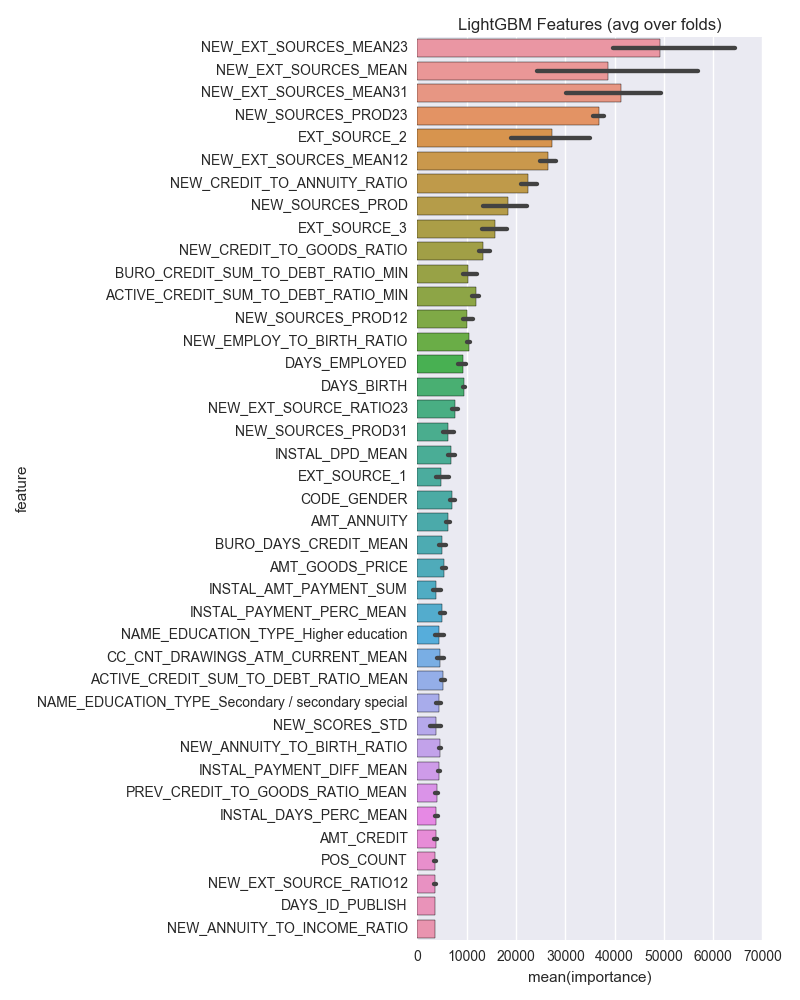 LightGBM Features (avg over folds)
NEW_EXT_SOURCES_MEAN23
NEW_EXT_SOURCES_MEAN
NEW_EXT_SOURCES_MEAN31
NEW_SOURCES_PROD23
EXT_SOURCE_2
NEW_EXT_SOURCES_MEAN12
NEW_CREDIT_TO_ANNUITY_RATIO
NEW_SOURCES_PROD
EXT_SOURCE_3
NEW_CREDIT_TO_GOODS_RATIO
BURO_CREDIT_SUM_TO_DEBT_RATIO_MIN
ACTIVE_CREDIT_SUM_TO_DEBT_RATIO_MIN
NEW_SOURCES_PROD12
NEW_EMPLOY_TO_BIRTH_RATIO
DAYS_EMPLOYED
DAYS_BIRTH
NEW_EXT_SOURCE_RATIO23
NEW_SOURCES_PROD31
INSTAL_DPD_MEAN
EXT_SOURCE_1
CODE_GENDER
AMT_ANNUITY
BURO_DAYS_CREDIT_MEAN
AMT_GOODS_PRICE
INSTAL_AMT_PAYMENT_SUM
INSTAL_PAYMENT_PERC_MEAN
NAME_EDUCATION_TYPE_Higher education
CC_CNT_DRAWINGS_ATM_CURRENT_MEAN
ACTIVE_CREDIT_SUM_TO_DEBT_RATIO_MEAN
NAME_EDUCATION_TYPE_Secondary / secondary special
NEW_SCORES_STD
NEW_ANNUITY_TO_BIRTH_RATIO
INSTAL_PAYMENT_DIFF_MEAN
PREV_CREDIT_TO_GOODS_RATIO_MEAN
INSTAL_DAYS_PERC_MEAN
AMT_CREDIT
POS_COUNT
NEW_EXT_SOURCE_RATIO12
DAYS_ID_PUBLISH
NEW_ANNUITY_TO_INCOME_RATIO
feature
0 10000 20000 30000 40000 50000 60000 70000
mean(importance)